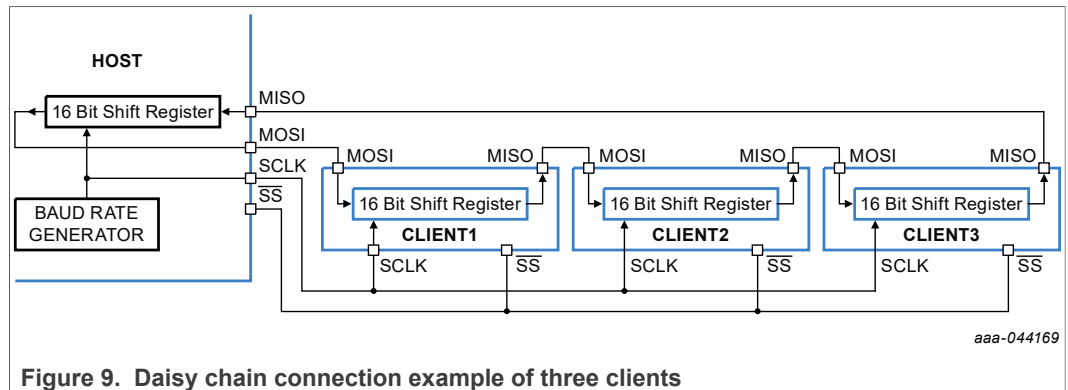 HOST
16 Bit Shift Register
MISO
MOSI
SCLK
SS
BAUD RATE
GENERATOR
MOSI
MISO
16 Bit Shift Register
CLIENT1
SCLK
SS
MOSI
MISO
16 Bit Shift Register
CLIENT2
SCLK
SS
MOSI
MISO
16 Bit Shift Register
CLIENT3
SCLK
SS
aaa-044169
Figure 9. Daisy chain connection example of three clients